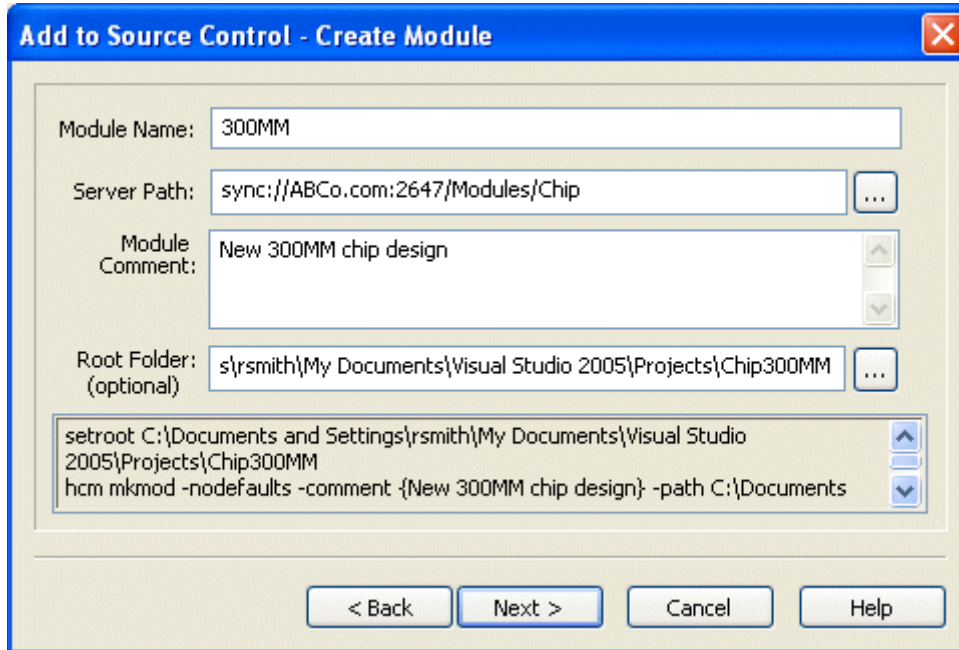 Add to Source Control - Create Module
Module Name: 300MM
Server Path: sync://ABCo.com:2647/Modules/Chip ...
Module
Comment:
New 300MM chip design
Root Folder:
(optional)
s\rsmith\My Documents\Visual Studio 2005\Projects\Chip300MM ...
setroot C:\Documents and Settings\rsmith\My Documents\Visual Studio
2005\Projects\Chip300MM
hcm mkmod -nodefaults -comment {New 300MM chip design} -path C:\Documents
< Back Next > Cancel Help